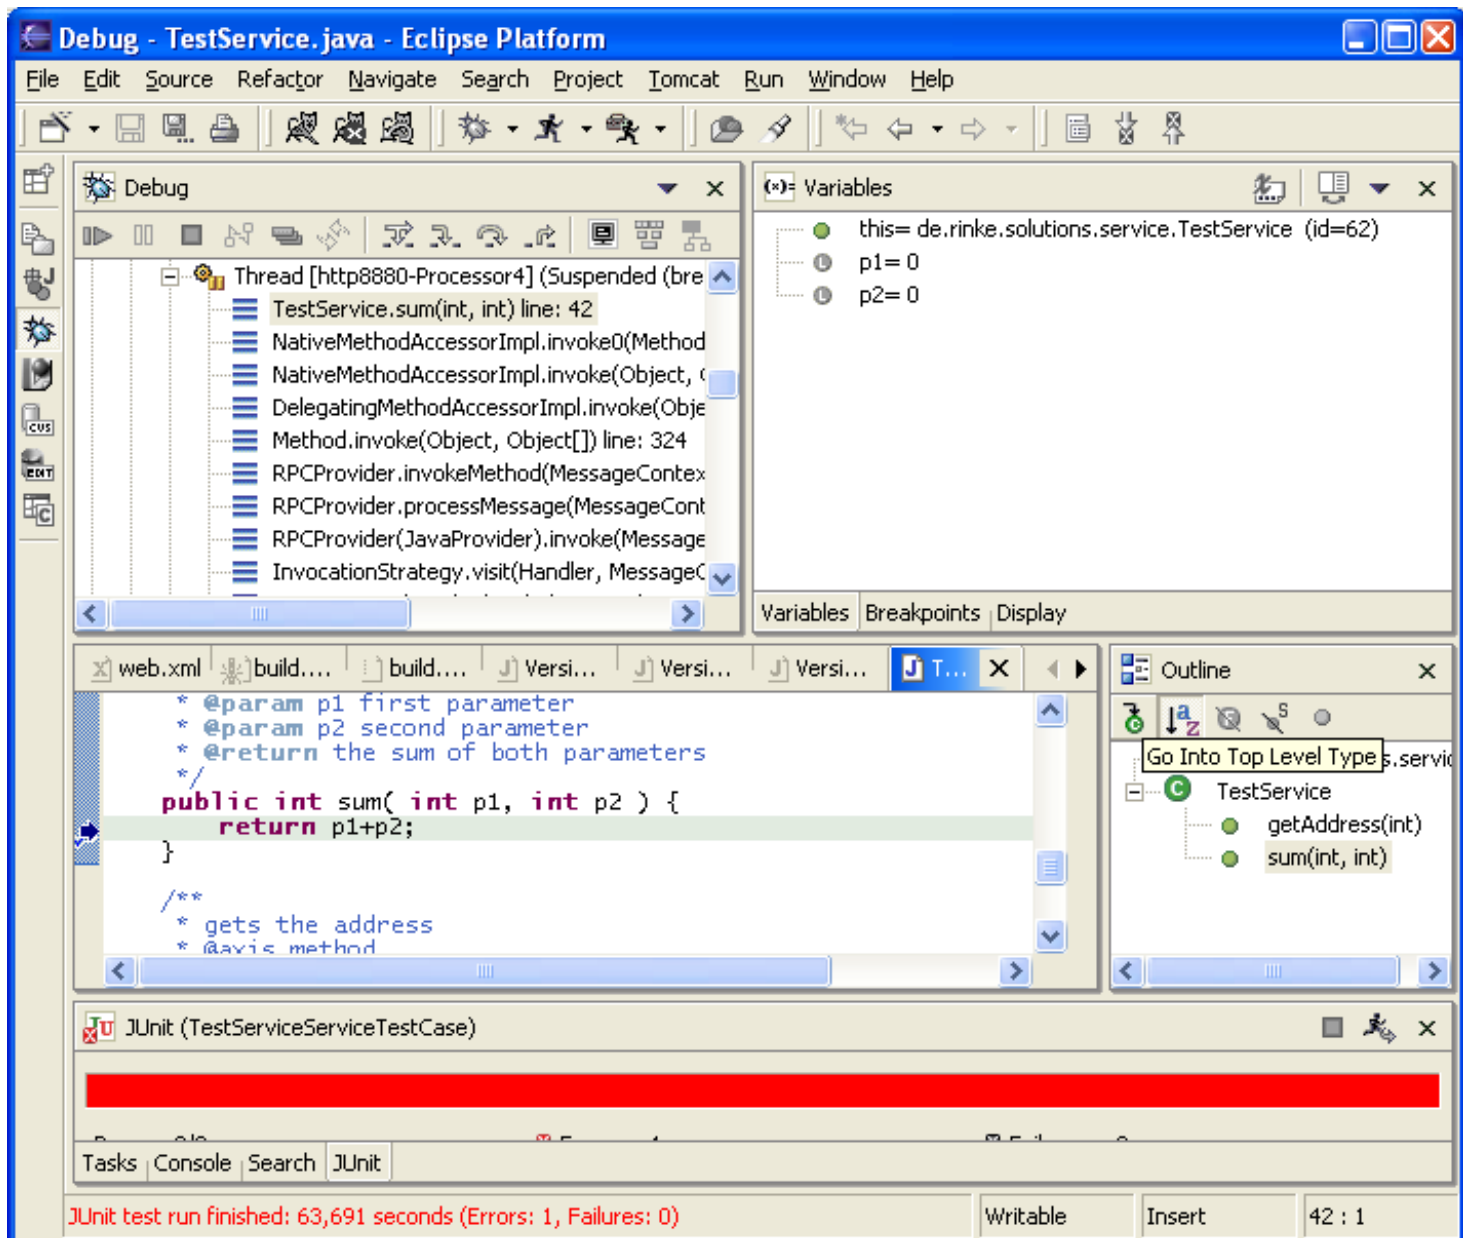 Debug - TestService.java - Eclipse Platform
File Edit Source Refactor Navigate Search Project Tomcat Run Window Help
Debug
Thread [http8880-Processor4] (Suspended (bre
TestService.sum(int, int) line: 42
NativeMethodAccessorImpl.invoke0(Method
NativeMethodAccessorImpl.invoke(Object,
DelegatingMethodAccessorImpl.invoke(Obje
Method.invoke(Object, Object[]) line: 324
RPCProvider.invokeMethod(MessageContex
RPCProvider.processMessage(MessageCont
RPCProvider(JavaProvider).invoke(Message
InvocationStrategy.visit(Handler, MessageC
(x)= Variables
this= de.rinke.solutions.service.TestService (id=62)
p1= 0
p2= 0
Variables Breakpoints Display
web.xml build.... build.... Versi... Versi... Versi... T...
* @param p1 first parameter
* @param p2 second parameter
* @return the sum of both parameters
*/
public int sum( int p1, int p2 ) {
return p1+p2;
}
/**
* gets the address
* @axis method
Outline
Go Into Top Level Type s.servic
TestService
getAddress(int)
sum(int, int)
JUnit (TestServiceServiceTestCase)
Tasks Console Search JUnit
JUnit test run finished: 63,691 seconds (Errors: 1, Failures: 0)
Writable
Insert
42 : 1